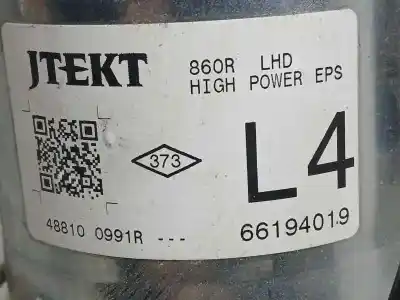 JTEKT
860R LHD
HIGH POWER EPS
373
L4
48810 0991R ---
66194019